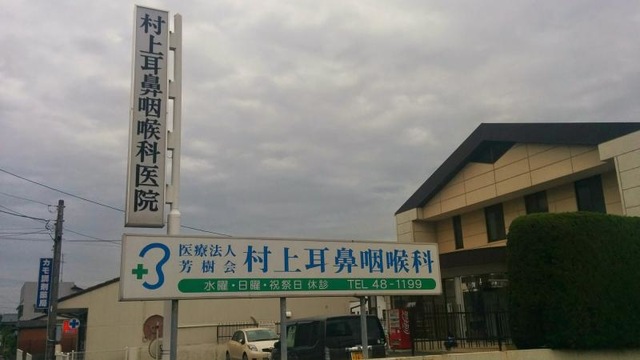 村上耳鼻咽喉科医院
医療法人
芳樹会
村上耳鼻咽喉科
水曜・日曜・祝祭日 休診 TEL 48-1199